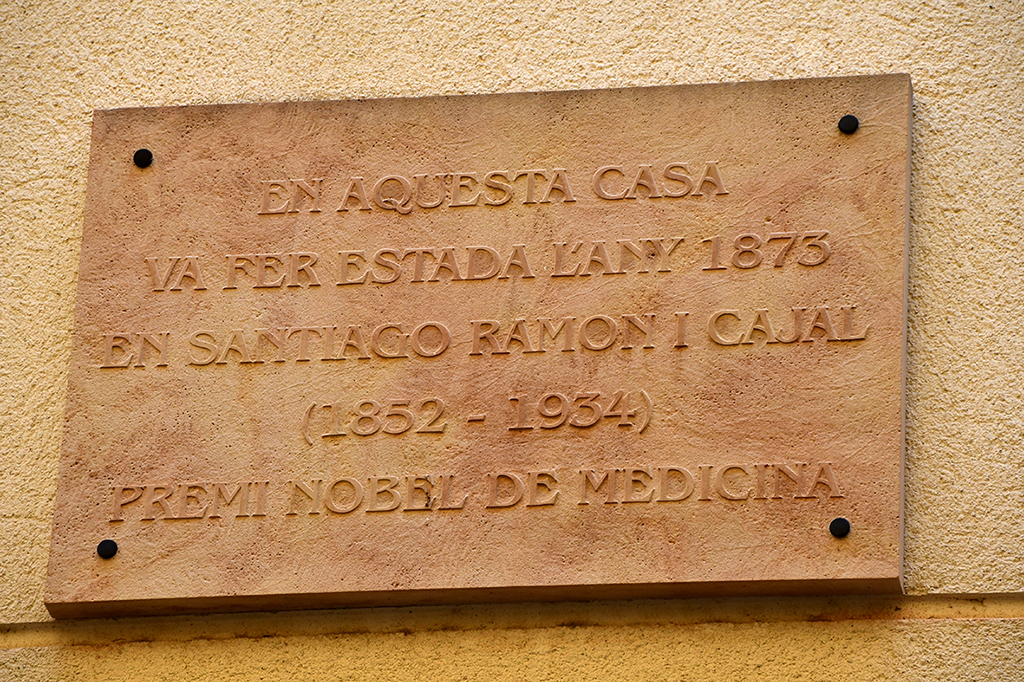 EN AQUESTA CASA
VA FER ESTADA L'ANY 1873
EN SANTIAGO RAMON I CAJAL
(1852 - 1934)
PREMI NOBEL DE MEDICINA